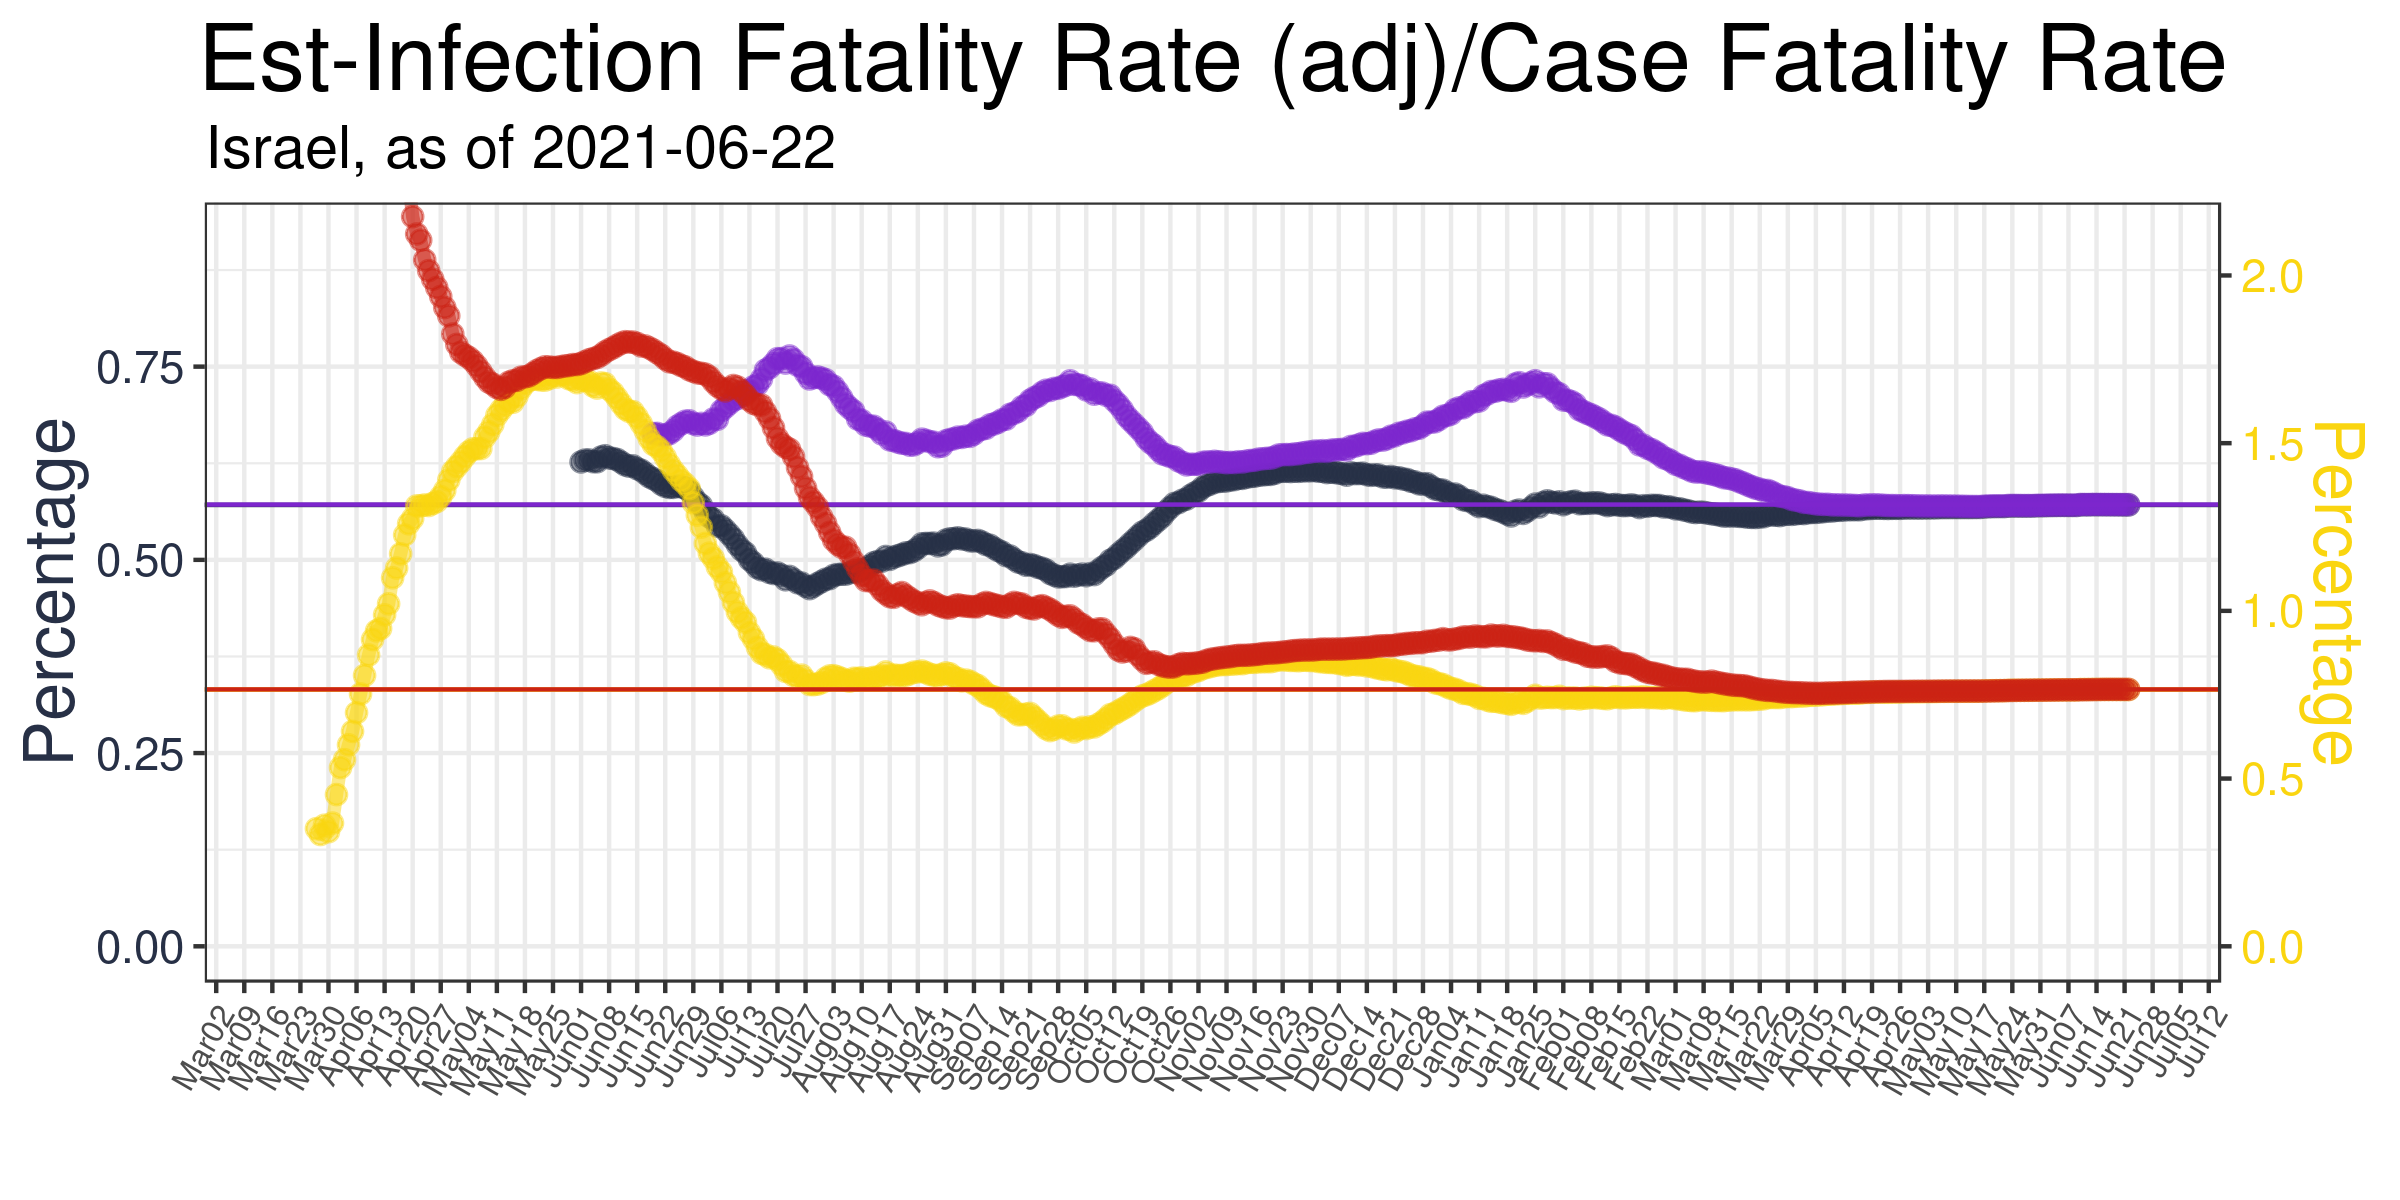 Est-Infection Fatality Rate (adj)/Case Fatality Rate
Israel, as of 2021-06-22
Percentage
0.75
0.50
0.25
0.00
2.0
1.5
1.0
0.5
0.0
Percentage
Mar02
Mar09
Mar16
Mar23
Mar30
Apr06
Apr13
Apr20
Apr27
May04
May11
May18
May25
Jun01
Jun08
Jun15
Jun22
Jun29
Jul06
Jul13
Jul20
Jul27
Aug03
Aug10
Aug17
Aug24
Aug31
Sep07
Sep14
Sep21
Sep28
Oct05
Oct12
Oct19
Oct26
Nov02
Nov09
Nov16
Nov23
Nov30
Dec07
Dec14
Dec21
Dec28
Jan04
Jan11
Jan18
Jan25
Feb01
Feb08
Feb15
Feb22
Mar01
Mar08
Mar15
Mar22
Mar29
Apr05
Apr12
Apr19
Apr26
May03
May10
May17
May24
May31
Jun07
Jun14
Jun21
Jun28
Jul05
Jul12